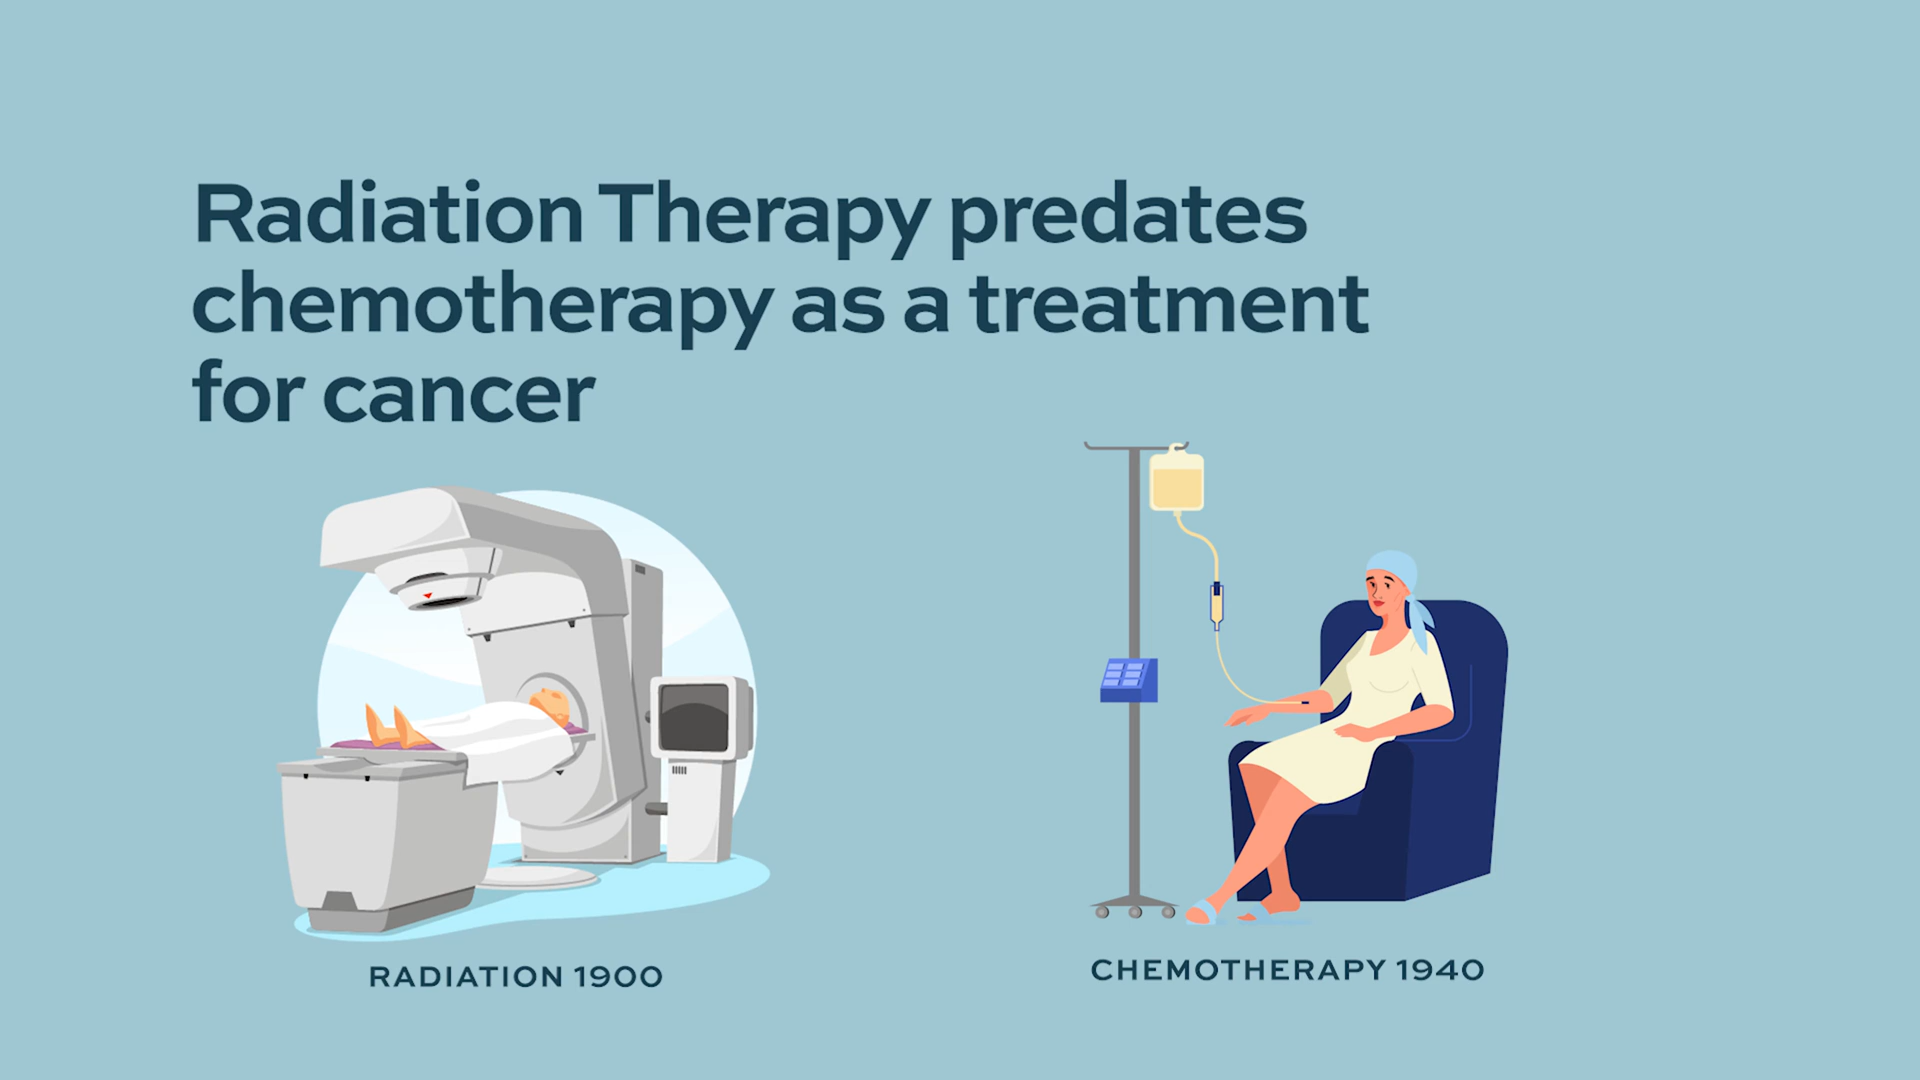 Radiation Therapy predates
chemotherapy as a treatment
for cancer
RADIATION 1900
CHEMOTHERAPY 1940